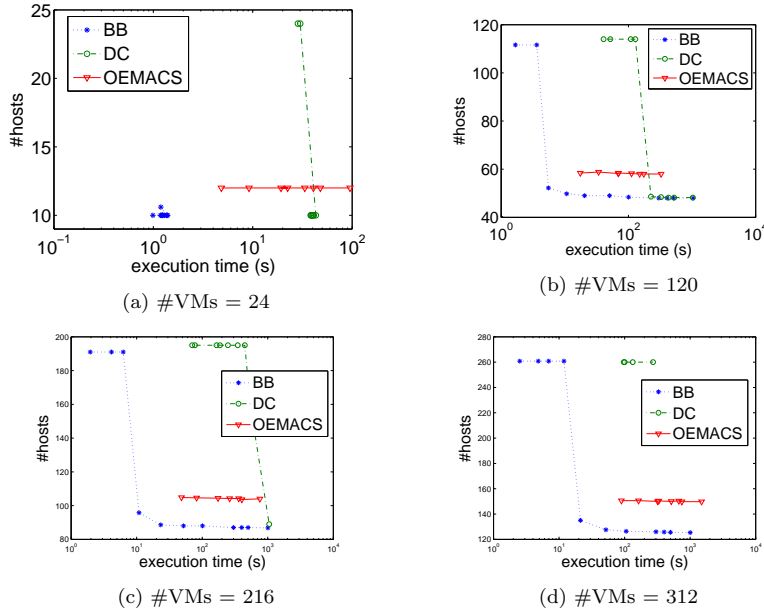 25
20
15
10
#hosts
BB
DC
OEMACS
10^-1 10^0 10^1 10^2
execution time (s)
(a) #VMs = 24
120
100
80
60
40
#hosts
BB
DC
OEMACS
10^0 10^2 10^4
execution time (s)
(b) #VMs = 120
200
180
160
140
120
100
80
#hosts
BB
DC
OEMACS
10^0 10^1 10^2 10^3 10^4
execution time (s)
(c) #VMs = 216
280
260
240
220
200
180
160
140
120
#hosts
BB
DC
OEMACS
10^0 10^1 10^2 10^3 10^4
execution time (s)
(d) #VMs = 312